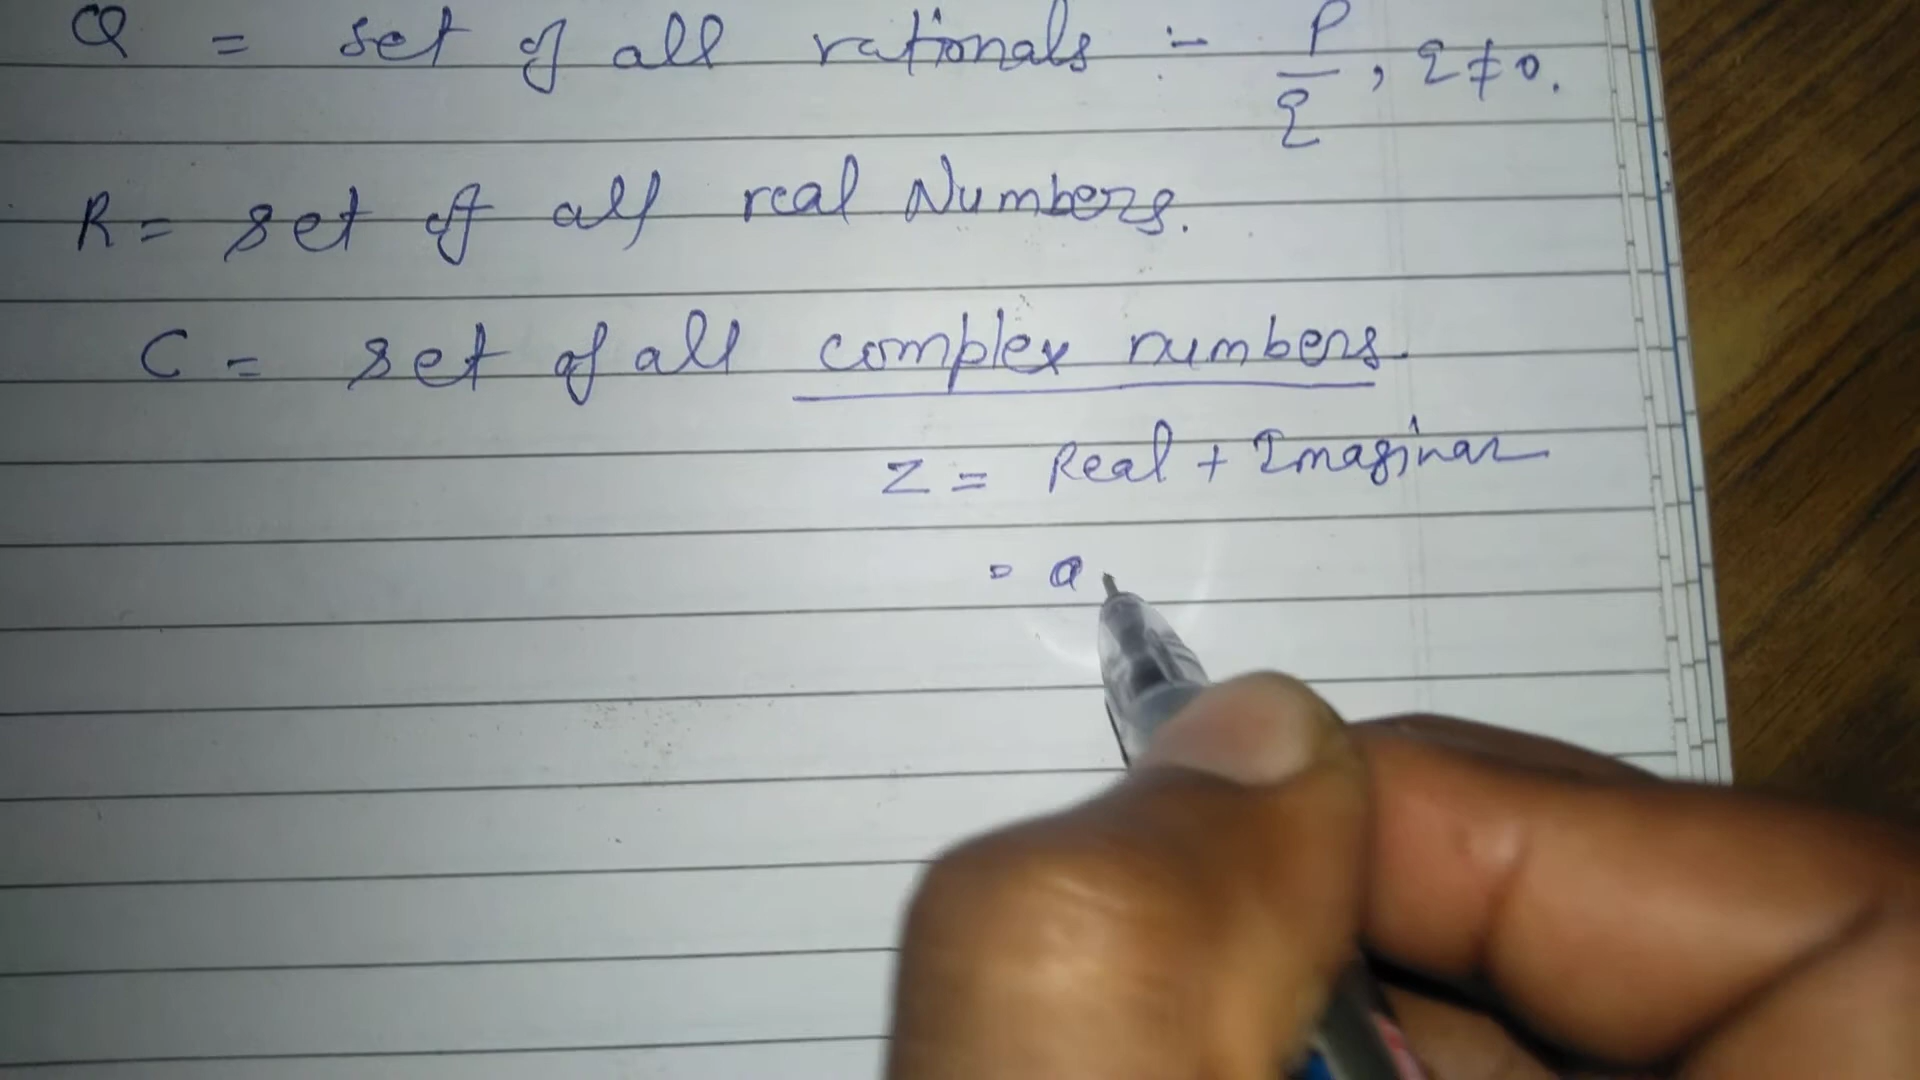 Q = set of all rationals :- P/q, q≠0.
R = set of all real Numbers.
C = set of all complex numbers
Z = Real + Imaginar
= a